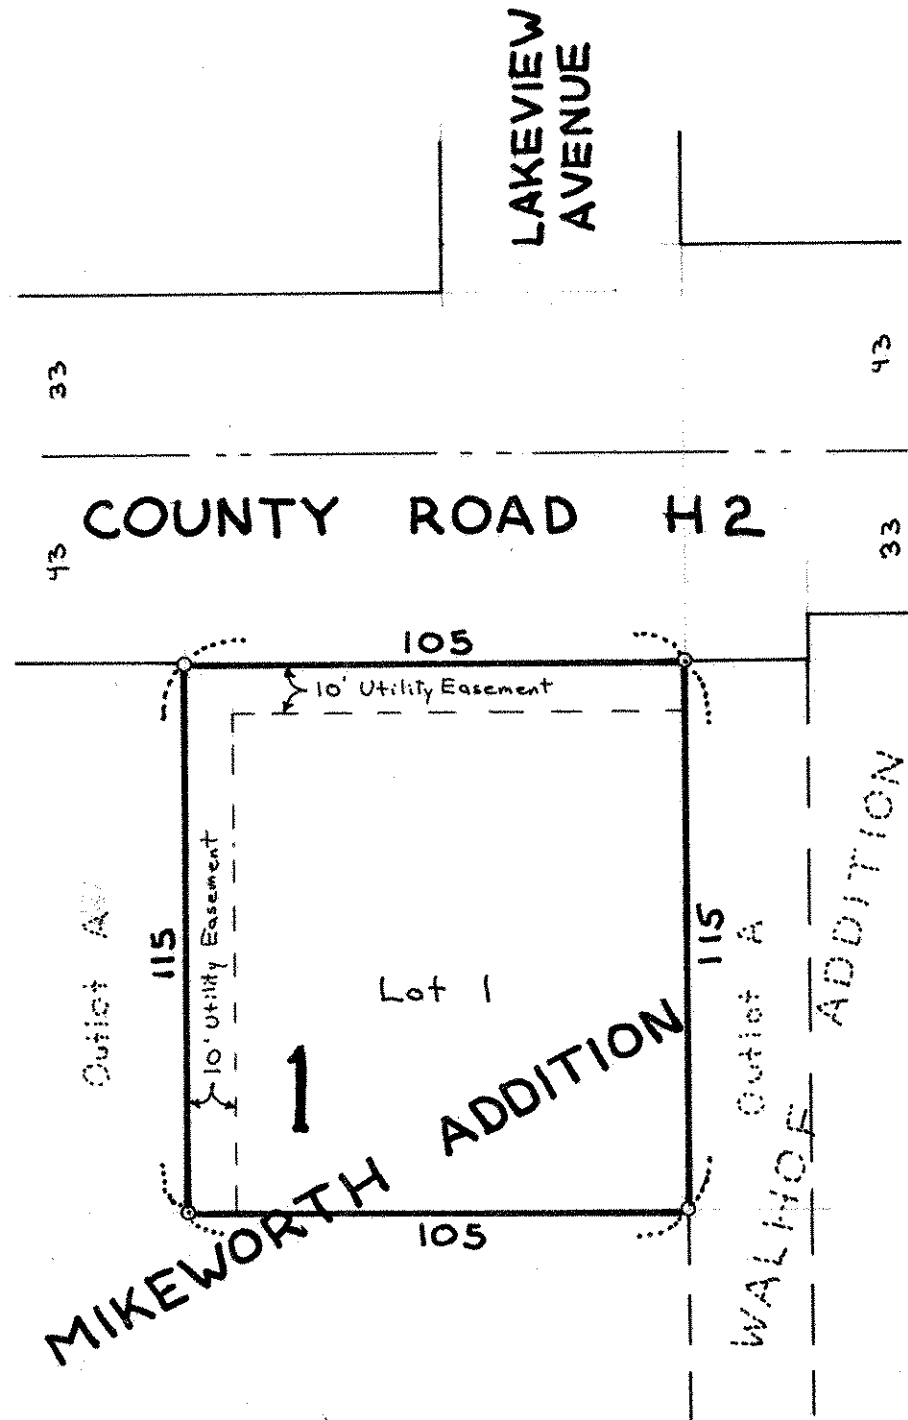 LAKEVIEW
AVENUE
33
43
COUNTY ROAD H2
43
33
105
10' Utility Easement
115
10' Utility Easement
115
Outlot A
Outlot A
Lot 1
1
MIKEWORTH ADDITION
105
WALIHOF ADDITION